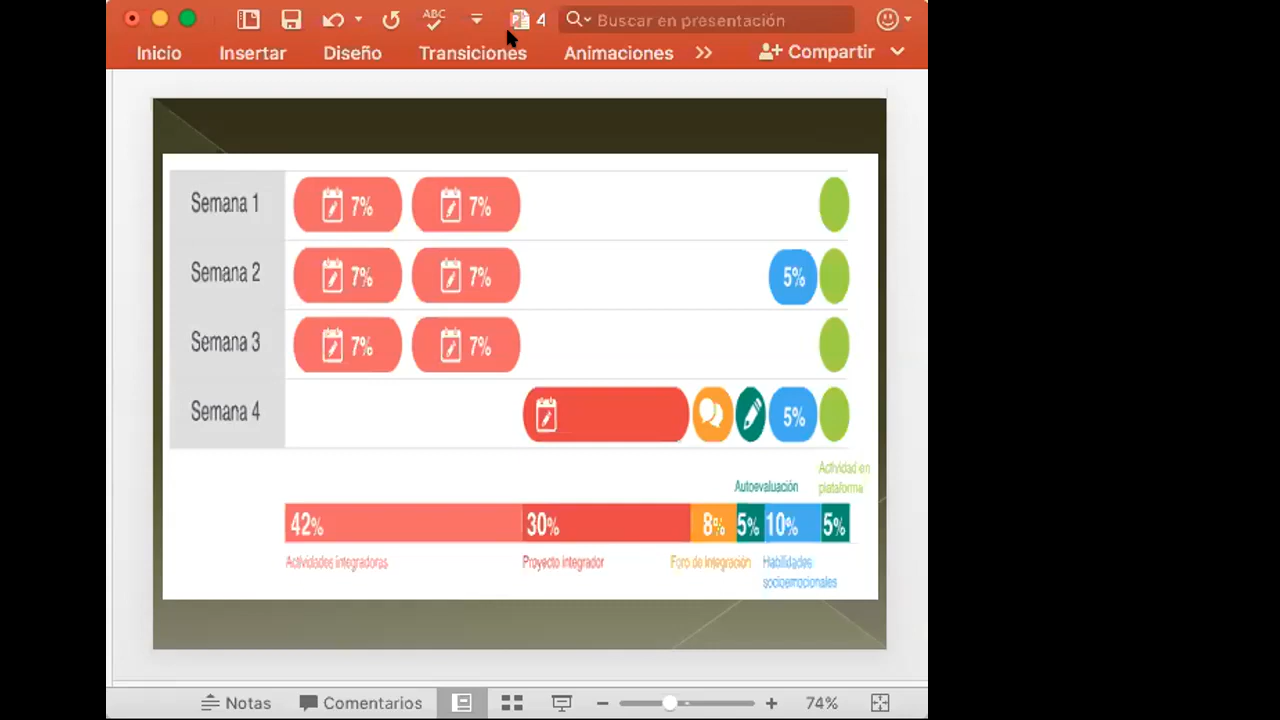 ABC
4
Buscar en presentación
Inicio
Insertar
Diseño
Transiciones
Animaciones
Compartir
Semana 1
7%
7%
Semana 2
7%
7%
5%
Semana 3
7%
7%
Semana 4
5%
Actividad en
plataforma
Autoevaluación
42%
30%
8%
5%
10%
5%
Actividades integradoras
Proyecto integrador
Foro de Integración
Habilidades
socioemocionales
Notas
Comentarios
74%